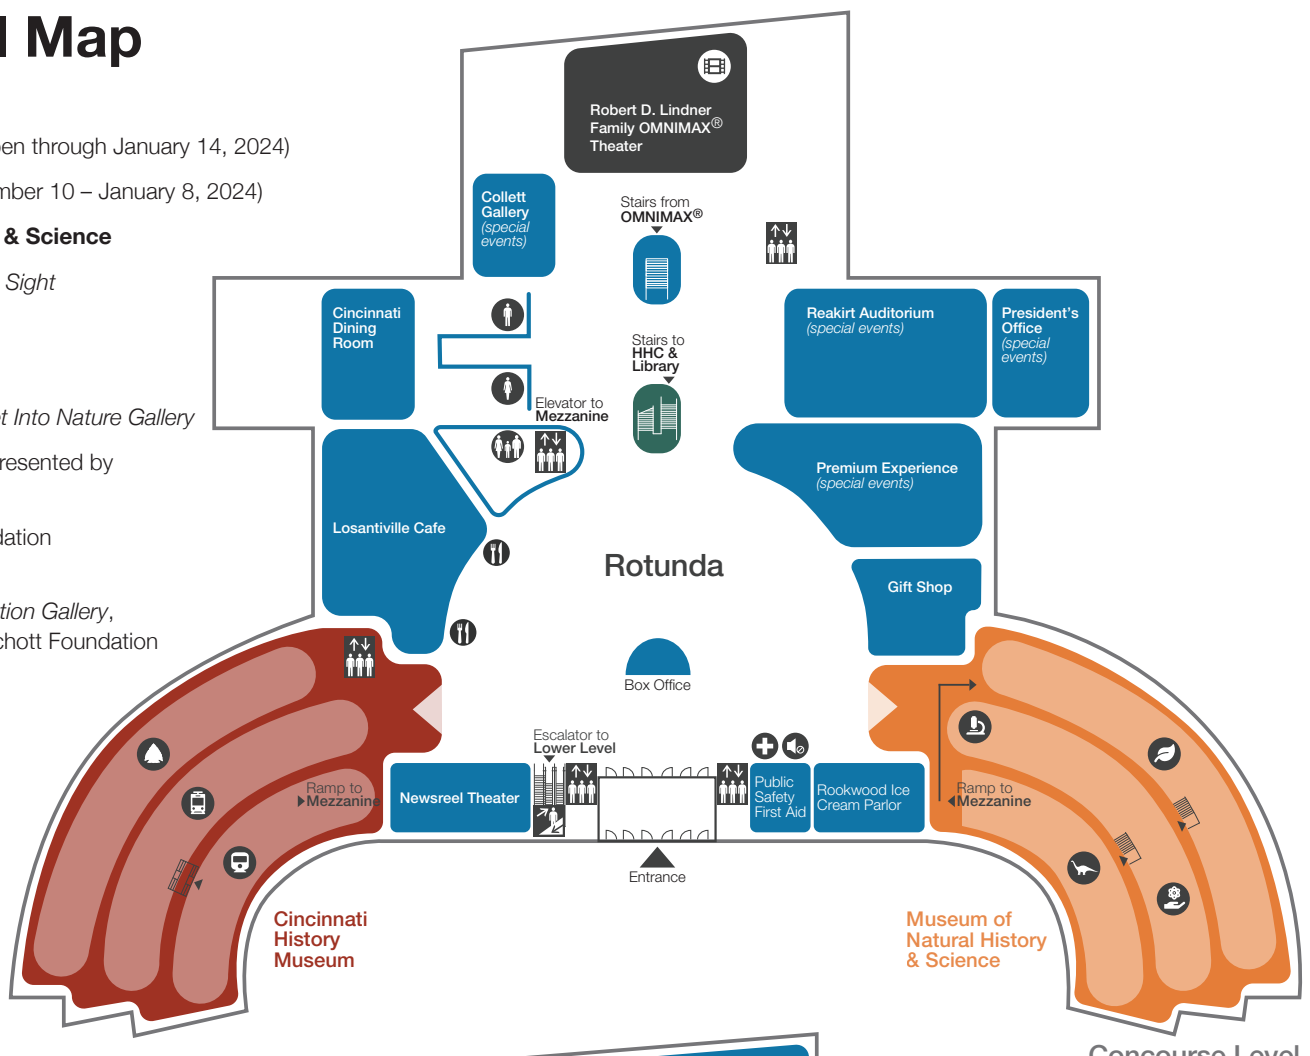 Map
en through January 14, 2024)
mber 10 – January 8, 2024)
& Science
Sight
t Into Nature Gallery
resented by
dation
tion Gallery,
chott Foundation
Robert D. Lindner
Family OMNIMAX®
Theater
Collett
Gallery
(special
events)
Stairs from
OMNIMAX®
Cincinnati
Dining
Room
Stairs to
HHC &
Library
Reakirt Auditorium
(special events)
President's
Office
(special
events)
Elevator to
Mezzanine
Premium Experience
(special events)
Losantiville Cafe
Rotunda
Gift Shop
Box Office
Escalator to
Lower Level
Ramp to
Mezzanine
Newsreel Theater
Public
Safety
First Aid
Rookwood Ice
Cream Parlor
Ramp to
Mezzanine
Entrance
Cincinnati
History
Museum
Museum of
Natural History
& Science
Concourse Level